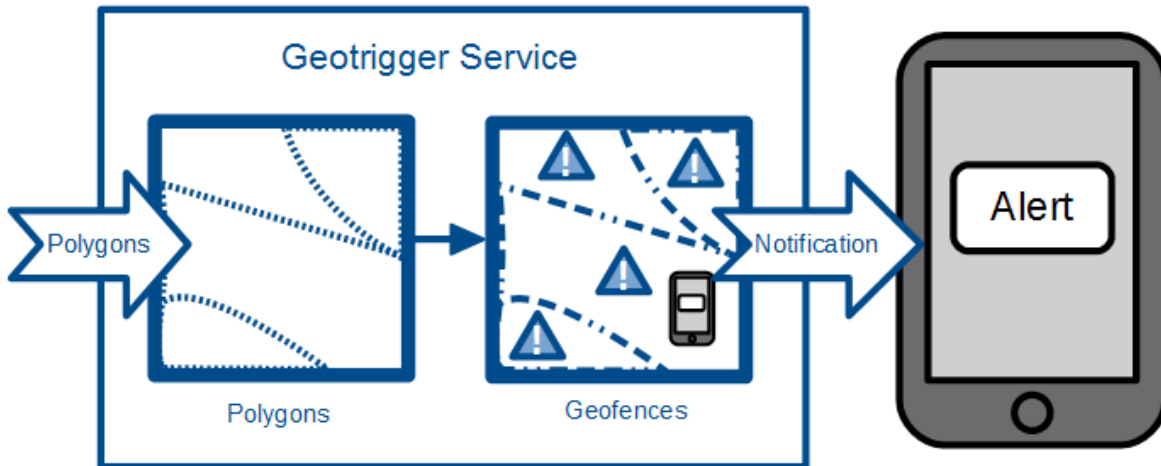 Geotrigger Service
Polygons
Polygons
Geofences
!
!
!
!
Notification
Alert